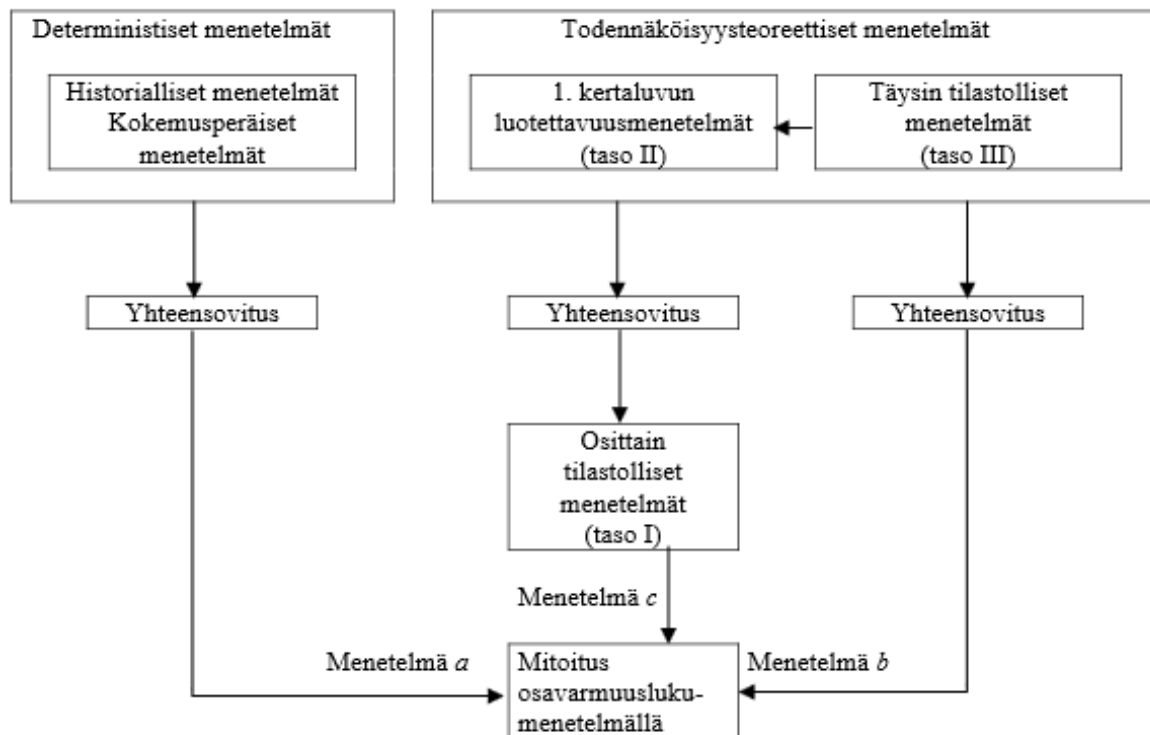 Deterministiset menetelmät
Historialliset menetelmät
Kokemusperäiset
menetelmät
Todennäköisyysteoreettiset menetelmät
1. kertaluvun
luotettavuusmenetelmät
(taso II)
Täysin tilastolliset
menetelmät
(taso III)
Yhteensovitus
Yhteensovitus
Yhteensovitus
Osittain
tilastolliset
menetelmät
(taso I)
Menetelmä c
Menetelmä a
Mitoitus
osavarmuusluku-
menetelmällä
Menetelmä b